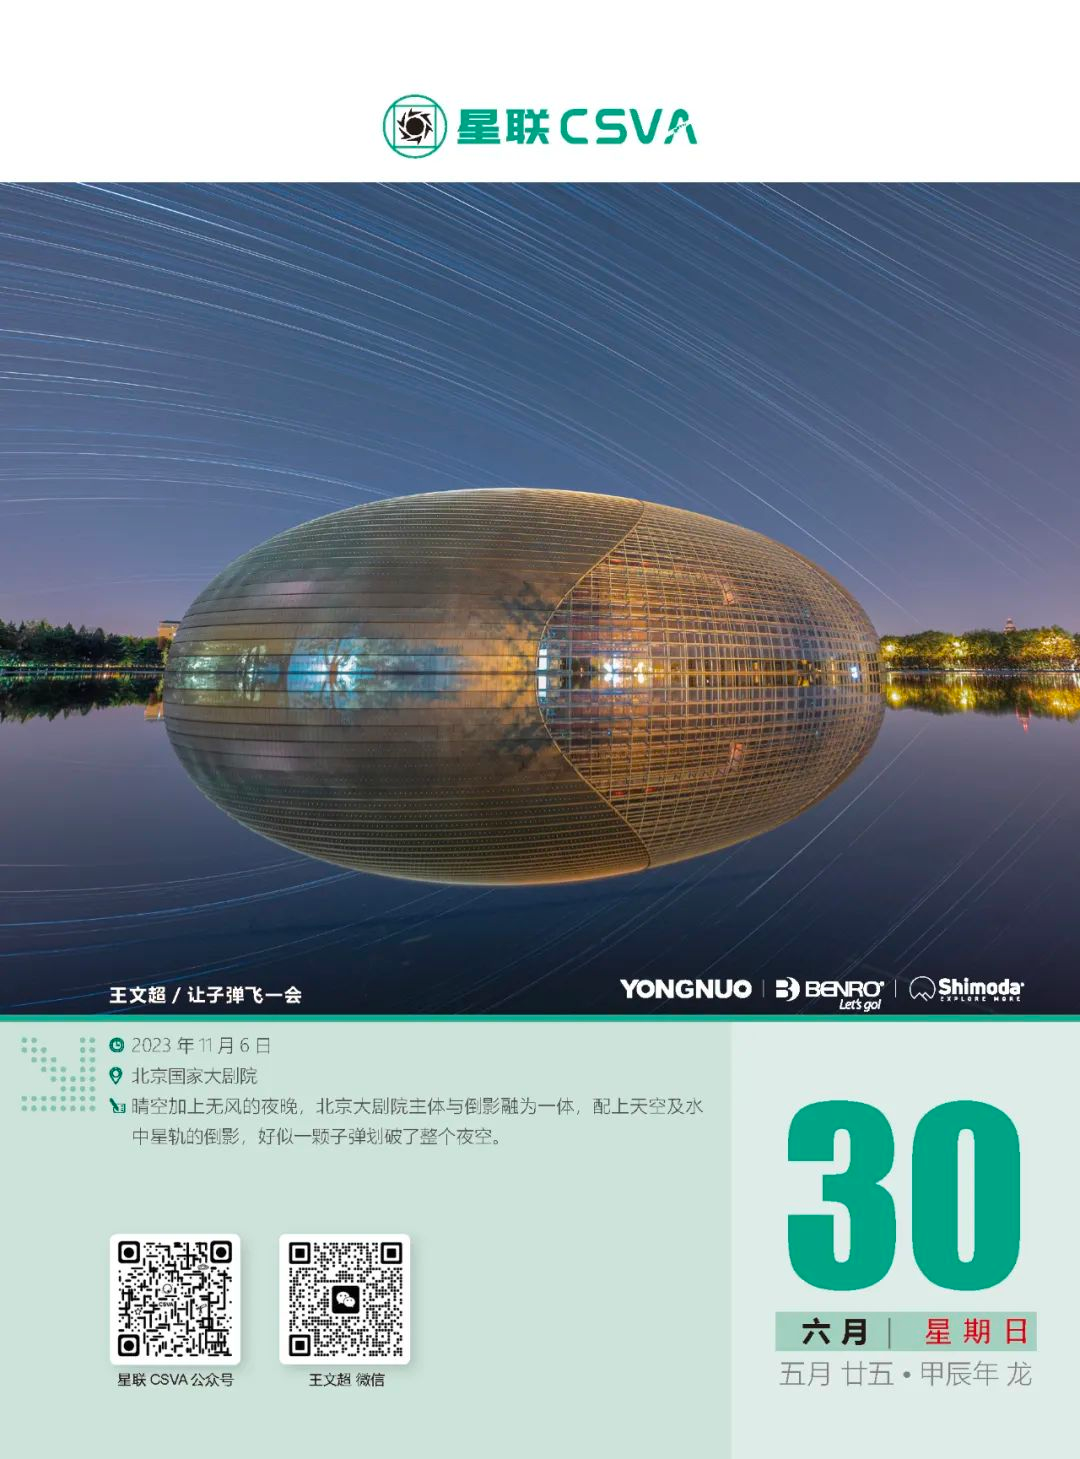 星联CSVA
王文超 / 让子弹飞一会
YONGNUO
BENRO
Let's go!
Shimoda
EXPLORE MORE
2023 年 11 月 6 日
北京国家大剧院
晴空加上无风的夜晚，北京大剧院主体与倒影融为一体，配上天空及水
中星轨的倒影，好似一颗子弹划破了整个夜空。
CSVA
星联 CSVA 公众号
王文超 微信
30
六月 | 星期日
五月 廿五 • 甲辰年 龙